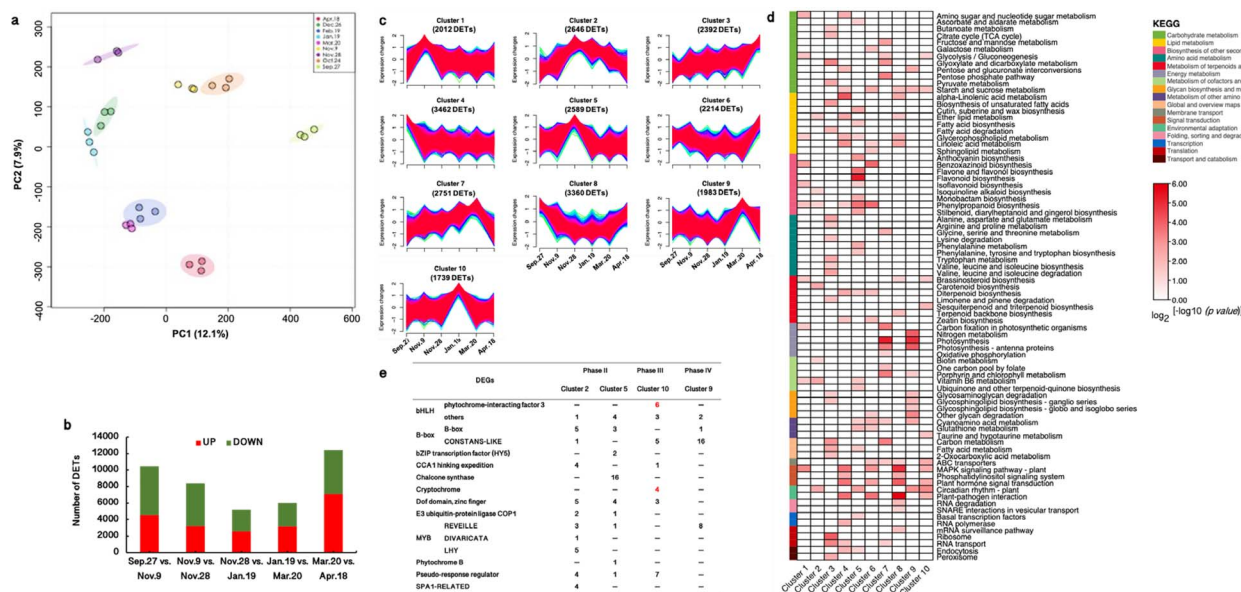 a
Apr.18
Dec.26
Feb.19
Jan.19
Mar.20
Nov.9
Nov.28
Oct.24
Sep.27
300
200
100
0
-100
-200
-300
-400
PC2 (7.9%)
-200 0 200 400 600
PC1 (12.1%)
b
UP DOWN
Number of DETs
14000
12000
10000
8000
6000
4000
2000
0
Sep.27 vs. Nov.9
Nov.9 vs. Nov.28
Nov.28 vs. Jan.19
Jan.19 vs. Mar.20
Mar.20 vs. Apr.18
c
Cluster 1
(2012 DETs)
Cluster 2
(2646 DETs)
Cluster 3
(2392 DETs)
Cluster 4
(3462 DETs)
Cluster 5
(2589 DETs)
Cluster 6
(2214 DETs)
Cluster 7
(2751 DETs)
Cluster 8
(3360 DETs)
Cluster 9
(1983 DETs)
Cluster 10
(1739 DETs)
Expression changes
Sep.27 Nov.9 Nov.28 Jan.19 Mar.20 Apr.18
d
Amino sugar and nucleotide sugar metabolism
Ascorbate and aldarate metabolism
Butanoate metabolism
Citrate cycle (TCA cycle)
Fructose and mannose metabolism
Galactose metabolism
Glycolysis / Gluconeogenesis
Glyoxylate and dicarboxylate metabolism
Pentose and glucuronate interconversions
Pentose phosphate pathway
Pyruvate metabolism
Starch and sucrose metabolism
alpha-Linolenic acid metabolism
Biosynthesis of unsaturated fatty acids
Cutin, suberine and wax biosynthesis
Ether lipid metabolism
Fatty acid biosynthesis
Fatty acid degradation
Glycerophospholipid metabolism
Linoleic acid metabolism
Sphingolipid metabolism
Anthocyanin biosynthesis
Benzoxazinoid biosynthesis
Flavone and flavonol biosynthesis
Flavonoid biosynthesis
Isoflavonoid biosynthesis
Isoquinoline alkaloid biosynthesis
Monobactam biosynthesis
Phenylpropanoid biosynthesis
Stilbenoid, diarylheptanoid and gingerol biosynthesis
Alanine, aspartate and glutamate metabolism
Arginine and proline metabolism
Glycine, serine and threonine metabolism
Lysine degradation
Phenylalanine metabolism
Phenylalanine, tyrosine and tryptophan biosynthesis
Tryptophan metabolism
Valine, leucine and isoleucine biosynthesis
Valine, leucine and isoleucine degradation
Brassinosteroid biosynthesis
Carotenoid biosynthesis
Diterpenoid biosynthesis
Limonene and pinene degradation
Sesquiterpenoid and triterpenoid biosynthesis
Terpenoid backbone biosynthesis
Zeatin biosynthesis
Carbon fixation in photosynthetic organisms
Nitrogen metabolism
Photosynthesis
Photosynthesis - antenna proteins
Oxidative phosphorylation
Biotin metabolism
One carbon pool by folate
Porphyrin and chlorophyll metabolism
Vitamin B6 metabolism
Ubiquinone and other terpenoid-quinone biosynthesis
Glycosaminoglycan degradation
Glycosphingolipid biosynthesis - ganglio series
Glycosphingolipid biosynthesis - globo and isoglobo series
Other glycan degradation
Cyanoamino acid metabolism
Glutathione metabolism
Taurine and hypotaurine metabolism
Carbon metabolism
Fatty acid metabolism
2-Oxocarboxylic acid metabolism
ABC transporters
MAPK signaling pathway - plant
Phosphatidylinositol signaling system
Plant hormone signal transduction
Circadian rhythm - plant
Plant-pathogen interaction
RNA degradation
SNARE interactions in vesicular transport
Basal transcription factors
RNA polymerase
mRNA surveillance pathway
Ribosome
RNA transport
Endocytosis
Peroxisome
Cluster 1 Cluster 2 Cluster 3 Cluster 4 Cluster 5 Cluster 6 Cluster 7 Cluster 8 Cluster 9 Cluster 10
KEGG
Carbohydrate metabolism
Lipid metabolism
Biosynthesis of other secon
Amino acid metabolism
Metabolism of terpenoids a
Energy metabolism
Metabolism of cofactors an
Glycan biosynthesis and m
Metabolism of other amino
Global and overview maps
Membrane transport
Signal transduction
Environmental adaptation
Folding, sorting and degrad
Transcription
Translation
Transport and catabolism
6.00
5.00
4.00
3.00
2.00
1.00
0.00
log2 [-log10 (p value)]
e
DEGs Phase II Phase III Phase IV
Cluster 2 Cluster 5 Cluster 10 Cluster 9
bHLH phytochrome-interacting factor 3 – – 6 –
others 1 4 3 2
B-box B-box 5 3 1
CONSTANS-LIKE 1 – 5 16
bZIP transcription factor (HY5) – 2
CCA1 hinking expedition 4 – 1 –
Chalcone synthase 16
Cryptochrome – – 4 –
Dof domain, zinc finger 5 4 3
E3 ubiquitin-protein ligase COP1 2 1
MYB REVEILLE 3 1 – 8
DIVARICATA 1 – – –
LHY 5 – – –
Phytochrome B 1
Pseudo-response regulator 4 1 7 –
SPA1-RELATED 4 – – –